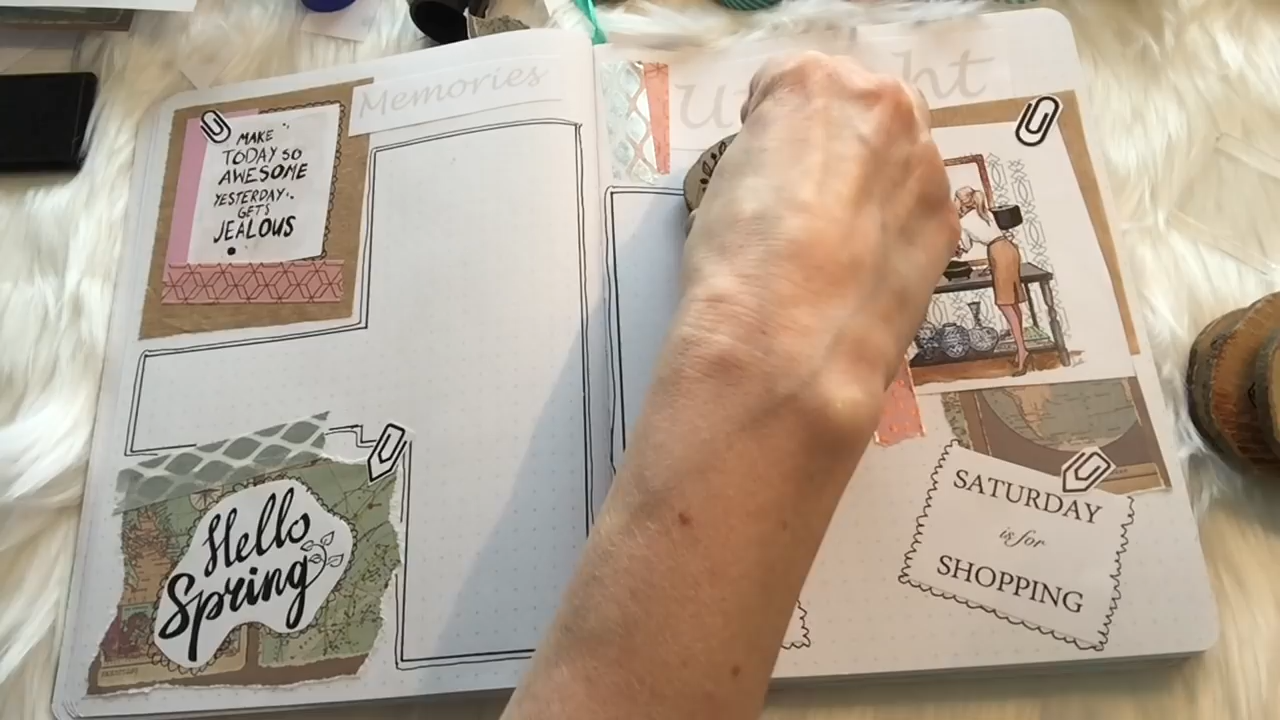 Memories
MAKE
TODAY SO
AWESOME
YESTERDAY
GETS
JEALOUS
Hello
Spring
SATURDAY
is for
SHOPPING